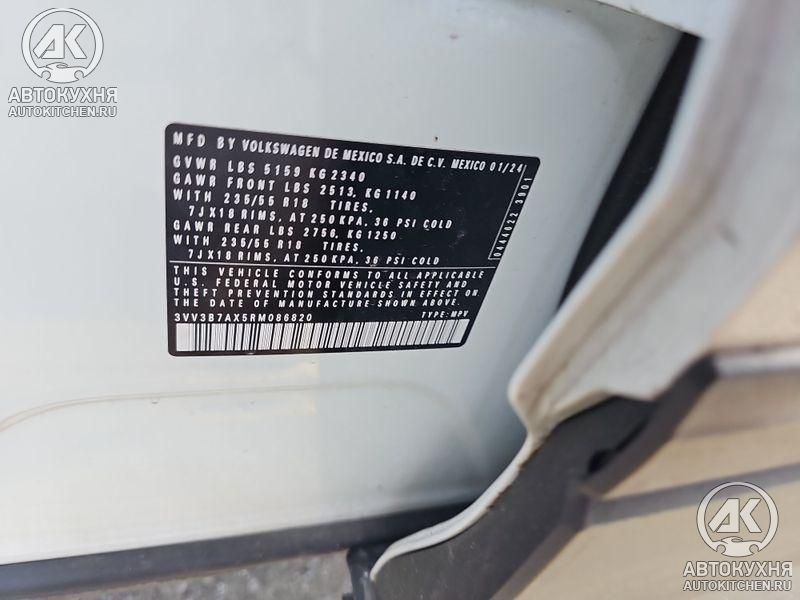 АК
АВТОКУХНЯ
AUTOKITCHEN.RU
MFD BY VOLKSWAGEN DE MEXICO S.A. DE C.V. MEXICO 01/24
GVWR LBS 5159 KG 2340
GAWR FRONT LBS 2513, KG 1140
WITH 235/55 R18 TIRES,
7JX18 RIMS, AT 250 KPA, 36 PSI COLD
GAWR REAR LBS 2756, KG 1250
WITH 235/55 R18 TIRES,
7JX18 RIMS, AT 250 KPA, 36 PSI COLD
THIS VEHICLE CONFORMS TO ALL APPLICABLE
U.S. FEDERAL MOTOR VEHICLE SAFETY AND
THEFT PREVENTION STANDARDS IN EFFECT ON
THE DATE OF MANUFACTURE SHOWN ABOVE.
3VV3B7AX5RM086820 TYPE: MPV
0444622 3901
АК
АВТОКУХНЯ
AUTOKITCHEN.RU